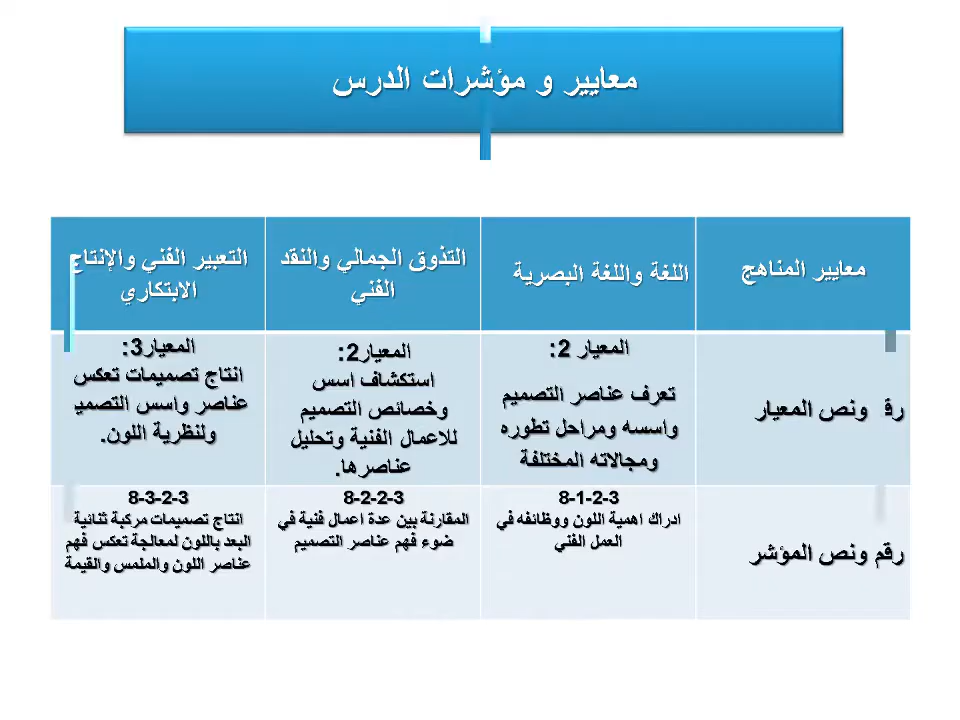 معايير و مؤشرات الدرس
معايير المناهج
اللغة واللغة البصرية
التذوق الجمالي والنقد
الفني
التعبير الفني والإنتاج
الابتكاري
رق ونص المعيار
المعيار 2:
تعرف عناصر التصميم
واسسه ومراحل تطوره
ومجالاته المختلفة
المعيار2:
استكشاف اسس
وخصائص التصميم
للاعمال الفنية وتحليل
عناصرها.
المعيار3:
انتاج تصميمات تعكس
عناصر واسس التصمي
ولنظرية اللون.
رقم ونص المؤشر
8-1-2-3
ادراك اهمية اللون ووظائفه في
العمل الفني
8-2-2-3
المقارنة بين عدة اعمال فنية في
ضوء فهم عناصر التصميم
8-3-2-3
انتاج تصميمات مركبة ثنائية
البعد باللون لمعالجة تعكس فهم
عناصر اللون والملمس والقيمة